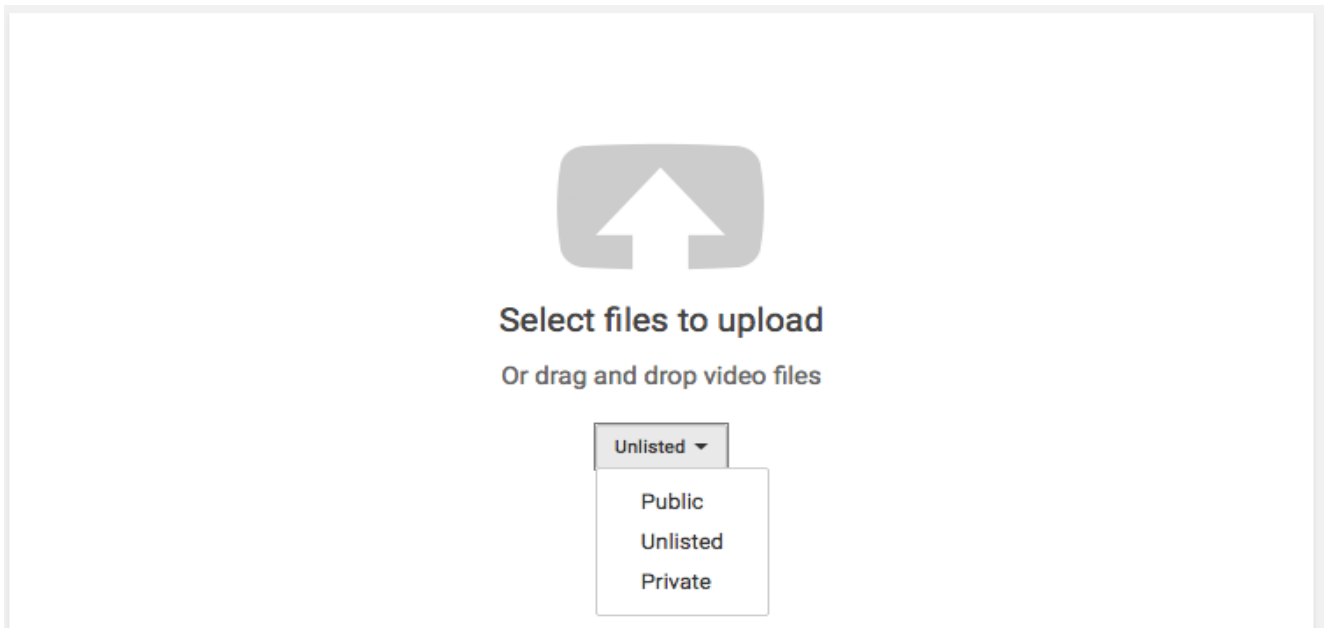 Select files to upload
Or drag and drop video files
Unlisted
Public
Unlisted
Private